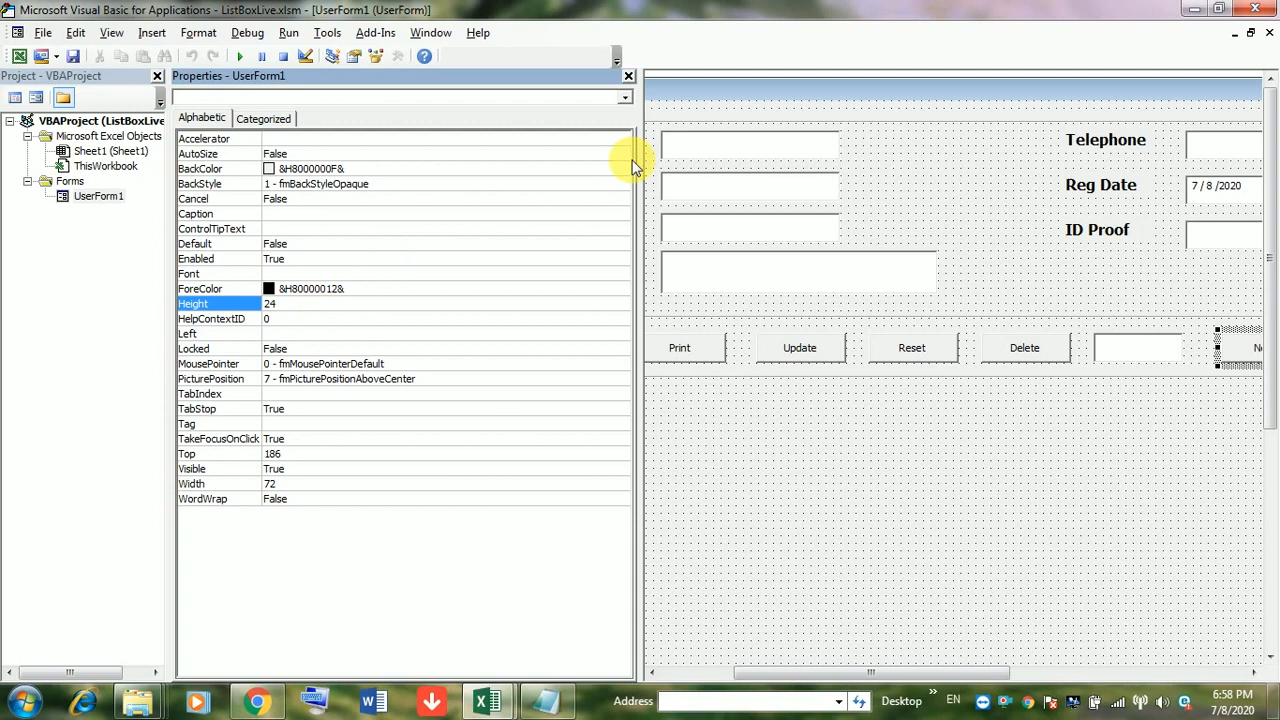 Microsoft Visual Basic for Applications - ListBoxLive.xlsm - [UserForm1 (UserForm)]
File Edit View Insert Format Debug Run Tools Add-Ins Window Help
Project - VBAProject
Properties - UserForm1
Alphabetic Categorized
VBAProject (ListBoxLive
Microsoft Excel Objects
Sheet1 (Sheet1)
ThisWorkbook
Forms
UserForm1
Accelerator
AutoSize False
BackColor &H8000000F&
BackStyle 1 - fmBackStyleOpaque
Cancel False
Caption
ControlTipText
Default False
Enabled True
Font
ForeColor &H80000012&
Height 24
HelpContextID 0
Left
Locked False
MousePointer 0 - fmMousePointerDefault
PicturePosition 7 - fmPicturePositionAboveCenter
TabIndex
TabStop True
Tag
TakeFocusOnClick True
Top 186
Visible True
Width 72
WordWrap False
Telephone
Reg Date 7 / 8 /2020
ID Proof
Print Update Reset Delete
Address Desktop » EN 6:58 PM
7/8/2020